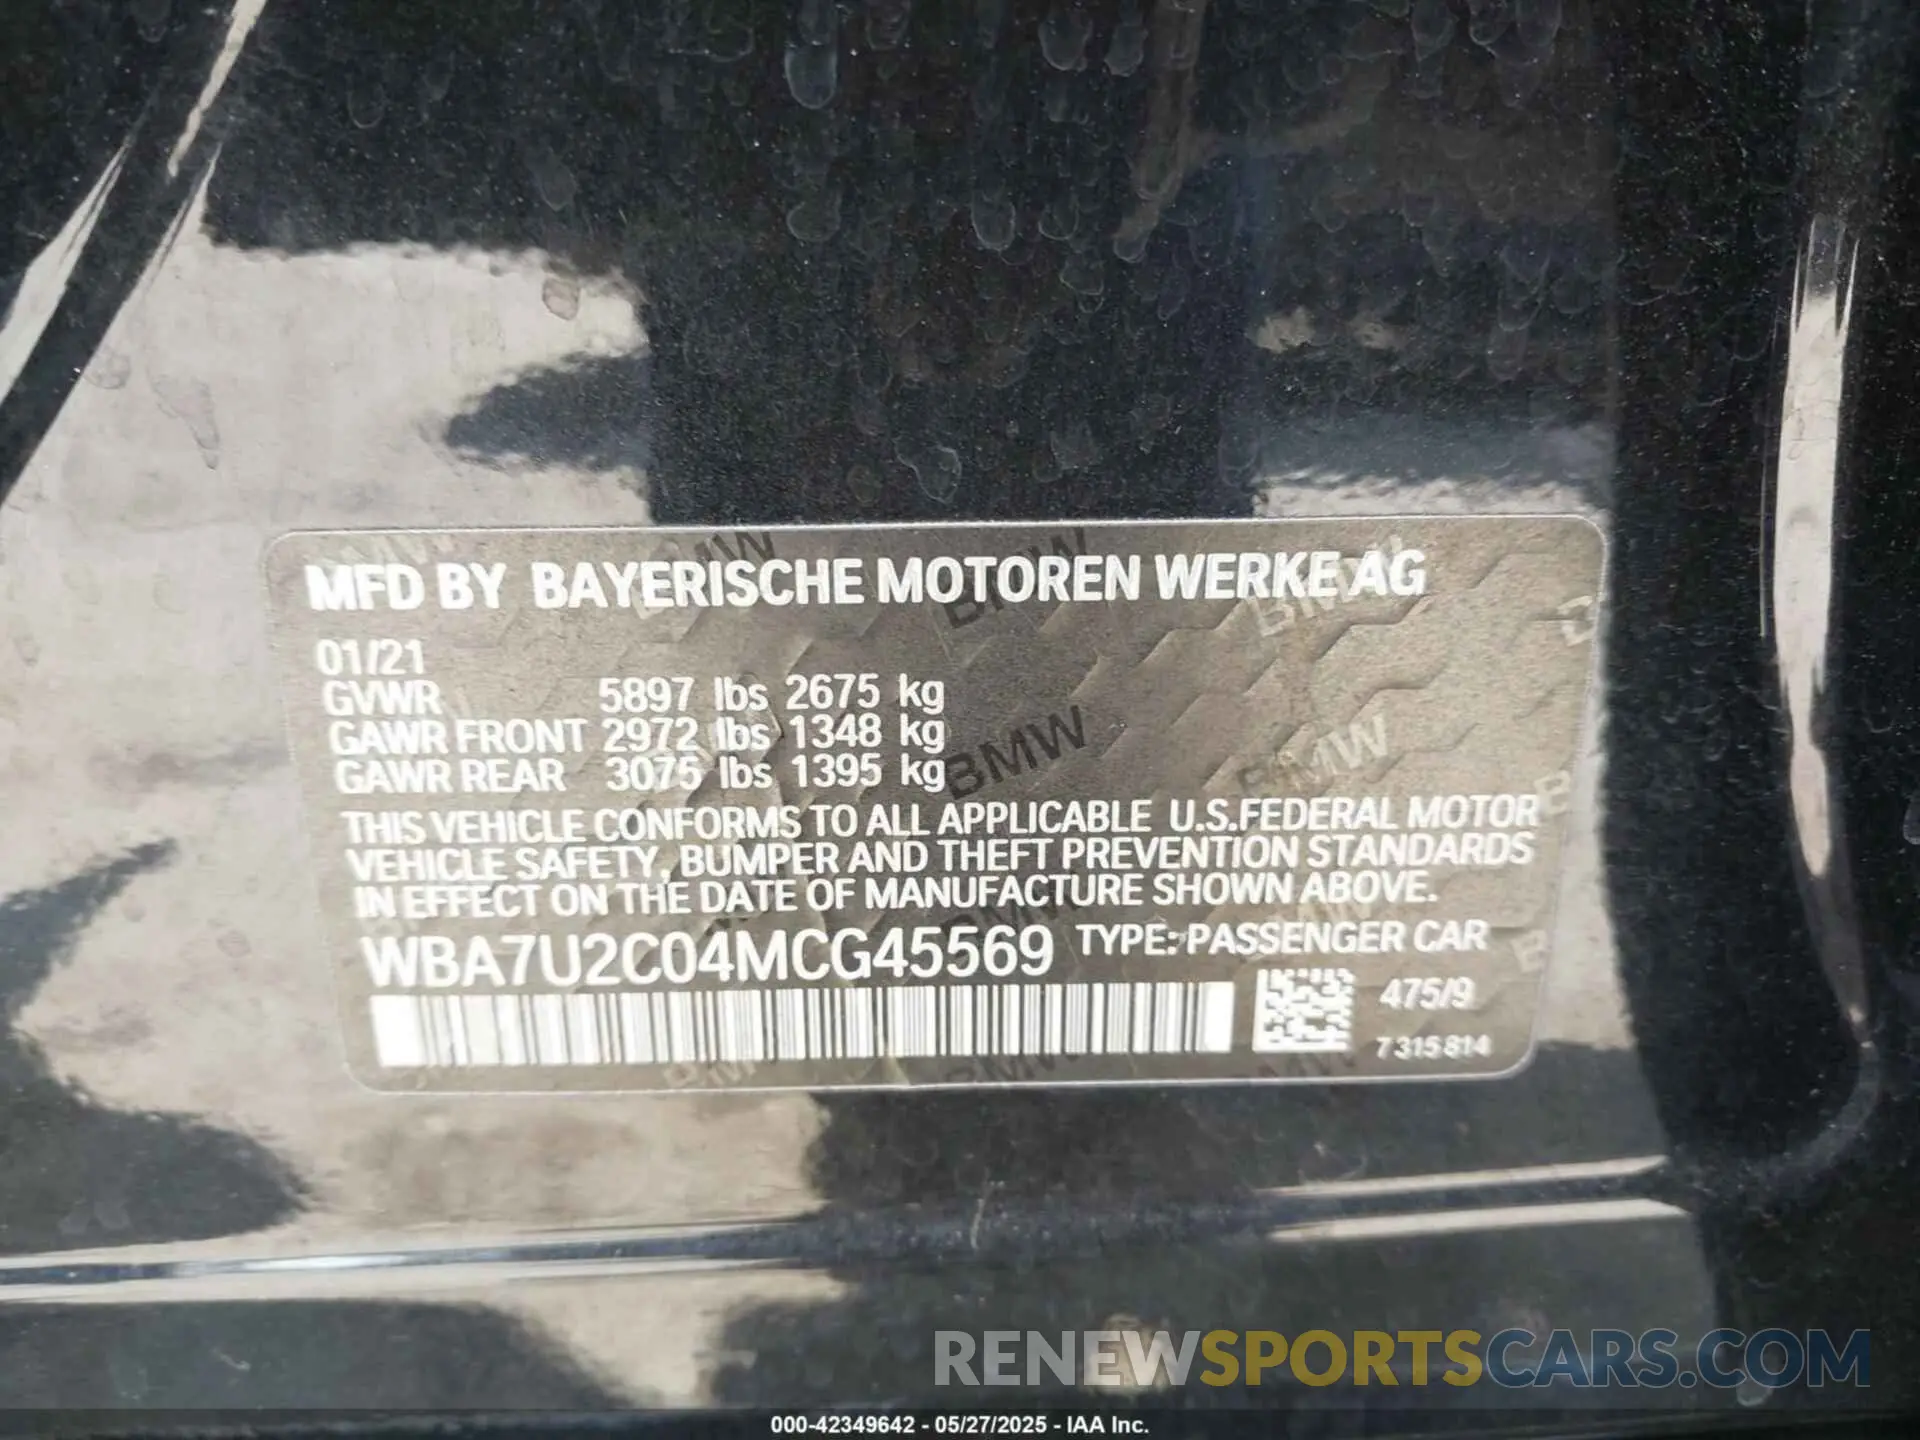 MFD BY BAYERISCHE MOTOREN WERKE AG
01/21
GVWR 5897 lbs 2675 kg
GAWR FRONT 2972 lbs 1348 kg
GAWR REAR 3075 lbs 1395 kg
THIS VEHICLE CONFORMS TO ALL APPLICABLE U.S.FEDERAL MOTOR
VEHICLE SAFETY, BUMPER AND THEFT PREVENTION STANDARDS
IN EFFECT ON THE DATE OF MANUFACTURE SHOWN ABOVE.
WBA7U2C04MCG45569 TYPE: PASSENGER CAR
475/9
7 315 814
RENEWSPORTSCARS.COM
000-42349642 - 05/27/2025 - IAA Inc.